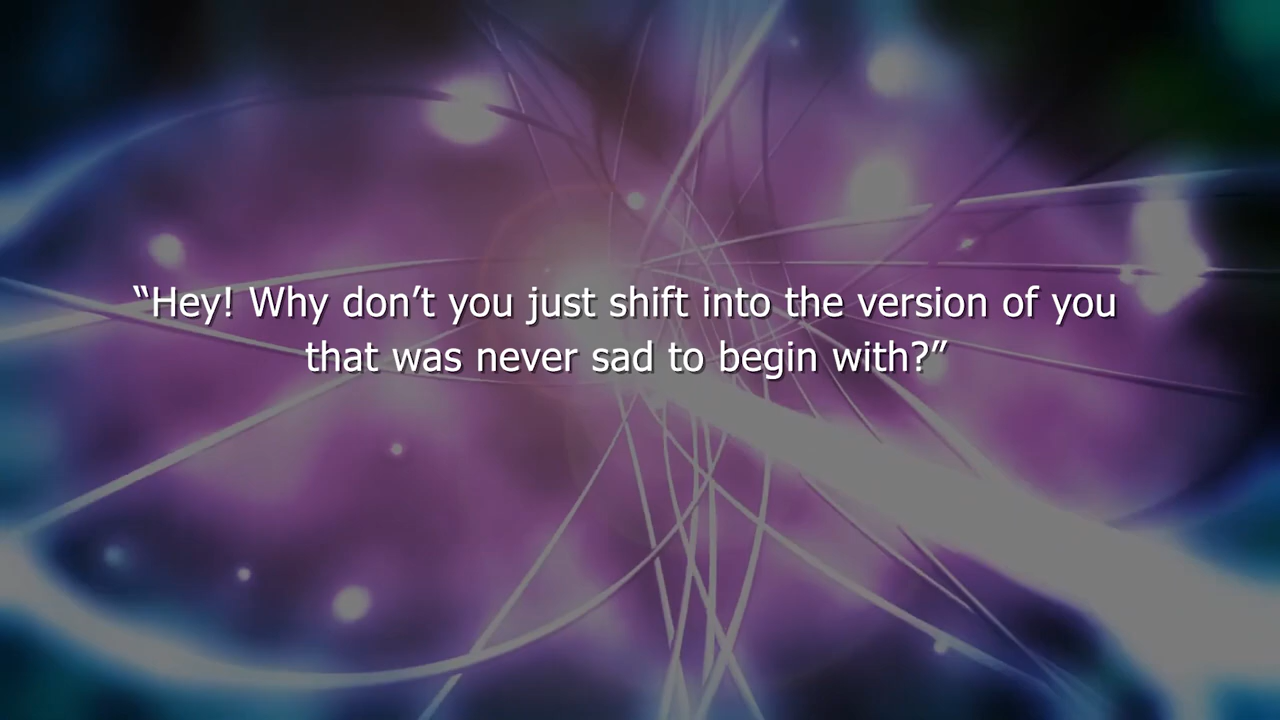 “Hey! Why don’t you just shift into the version of you
that was never sad to begin with?”